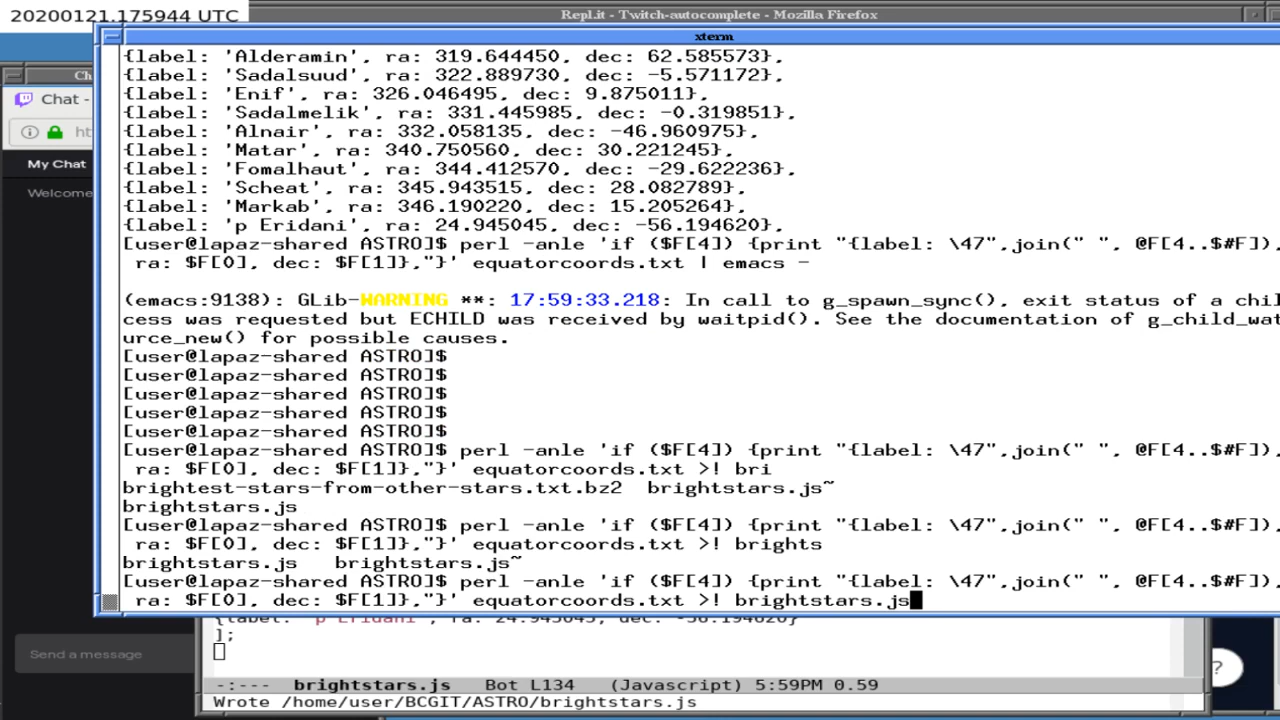 20200121.175944 UTC
Repl.it - Twitch-autocomplete - Mozilla Firefox
xterm
Chat -
My Chat
Welcome
Send a message
{label: 'Alderamin', ra: 319.644450, dec: 62.5855573},
{label: 'Sadalsuud', ra: 322.889730, dec: -5.571172},
{label: 'Enif', ra: 326.046495, dec: 9.875011},
{label: 'Sadalmelik', ra: 331.445985, dec: -0.319851},
{label: 'Alnair', ra: 332.058135, dec: -46.960975},
{label: 'Matar', ra: 340.750560, dec: 30.221245},
{label: 'Fomalhaut', ra: 344.412570, dec: -29.622236},
{label: 'Scheat', ra: 345.943515, dec: 28.082789},
{label: 'Markab', ra: 346.190220, dec: 15.205264},
{label: 'p Eridani', ra: 24.945045, dec: -56.194620},
[user@lapaz-shared ASTRO]$ perl -anle 'if ($F[4]) {print "{label: \47",join(" ", @F[4..$#F]),
ra: $F[0], dec: $F[1]},"}' equatorcoords.txt | emacs -
(emacs:9138): GLib-WARNING **: 17:59:33.218: In call to g_spawn_sync(), exit status of a chil
cess was requested but ECHILD was received by waitpid(). See the documentation of g_child_wat
urce_new() for possible causes.
[user@lapaz-shared ASTRO]$
[user@lapaz-shared ASTRO]$
[user@lapaz-shared ASTRO]$
[user@lapaz-shared ASTRO]$
[user@lapaz-shared ASTRO]$
[user@lapaz-shared ASTRO]$ perl -anle 'if ($F[4]) {print "{label: \47",join(" ", @F[4..$#F]),
ra: $F[0], dec: $F[1]},"}' equatorcoords.txt >! bri
brightest-stars-from-other-stars.txt.bz2 brightstars.js~
brightstars.js
[user@lapaz-shared ASTRO]$ perl -anle 'if ($F[4]) {print "{label: \47",join(" ", @F[4..$#F]),
ra: $F[0], dec: $F[1]},"}' equatorcoords.txt >! brights
brightstars.js brightstars.js~
[user@lapaz-shared ASTRO]$ perl -anle 'if ($F[4]) {print "{label: \47",join(" ", @F[4..$#F]),
ra: $F[0], dec: $F[1]},"}' equatorcoords.txt >! brightstars.js
{label: 'p Eridani', ra: 24.945045, dec: -56.194620}
];
-:--- brightstars.js Bot L134 (Javascript) 5:59PM 0.59
Wrote /home/user/BCGIT/ASTRO/brightstars.js
?